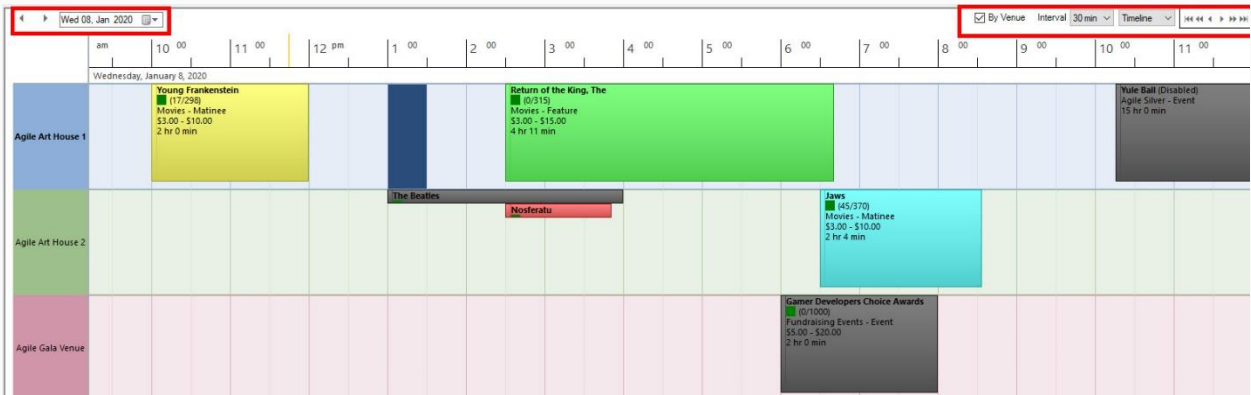 Wed 08, Jan 2020
By Venue Interval 30 min Timeline
am 10 00 11 00 12 pm 1 00 2 00 3 00 4 00 5 00 6 00 7 00 8 00 9 00 10 00 11 00
Wednesday, January 8, 2020
Agile Art House 1
Young Frankenstein
(17/298)
Movies - Matinee
$3.00 - $10.00
2 hr 0 min
Return of the King, The
(0/315)
Movies - Feature
$3.00 - $15.00
4 hr 11 min
Yule Ball (Disabled)
Agile Silver - Event
15 hr 0 min
Agile Art House 2
The Beatles
Nosferatu
Jaws
(45/370)
Movies - Matinee
$3.00 - $10.00
2 hr 4 min
Agile Gala Venue
Gamer Developers Choice Awards
(0/1000)
Fundraising Events - Event
$5.00 - $20.00
2 hr 0 min